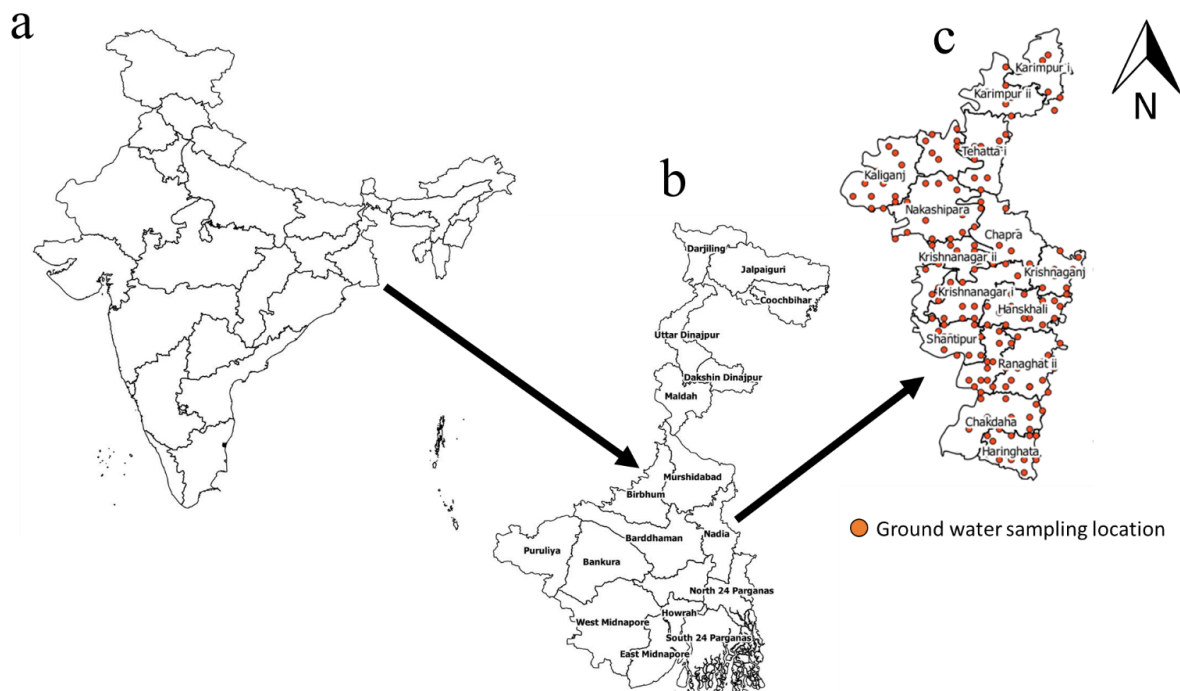 a
b
c
N
Darjiling
Jalpaiguri
Coochbihar
Uttar Dinajpur
Dakshin Dinajpur
Maldah
Murshidabad
Birbhum
Nadia
Barddhaman
Puruliya
Bankura
North 24 Parganas
Howrah
West Midnapore
South 24 Parganas
East Midnapore
Karimpur i
Karimpur ii
Tehatta i
Kaliganj
Nakashipara
Chapra
Krishnanagar ii
Krishnaganj
Krishnanagar i
Hanskhali
Shantipur
Ranaghat ii
Chakdaha
Haringhata
Ground water sampling location